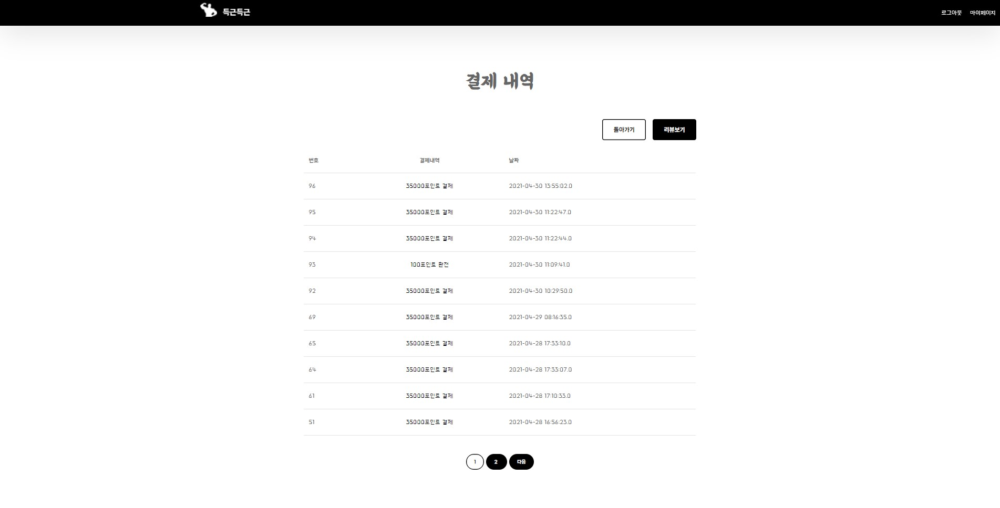 득근득근
로그아웃 마이페이지
결제 내역
돌아가기 리뷰보기
번호 결제내역 날짜
96 35000포인트 결제 2021-04-30 13:55:02.0
95 35000포인트 결제 2021-04-30 11:22:47.0
94 35000포인트 결제 2021-04-30 11:22:44.0
93 100포인트 환전 2021-04-30 11:09:41.0
92 35000포인트 결제 2021-04-30 10:29:50.0
69 35000포인트 결제 2021-04-29 08:16:35.0
65 35000포인트 결제 2021-04-28 17:33:10.0
64 35000포인트 결제 2021-04-28 17:33:07.0
61 35000포인트 결제 2021-04-28 17:10:33.0
51 35000포인트 결제 2021-04-28 16:56:23.0
1 2 다음